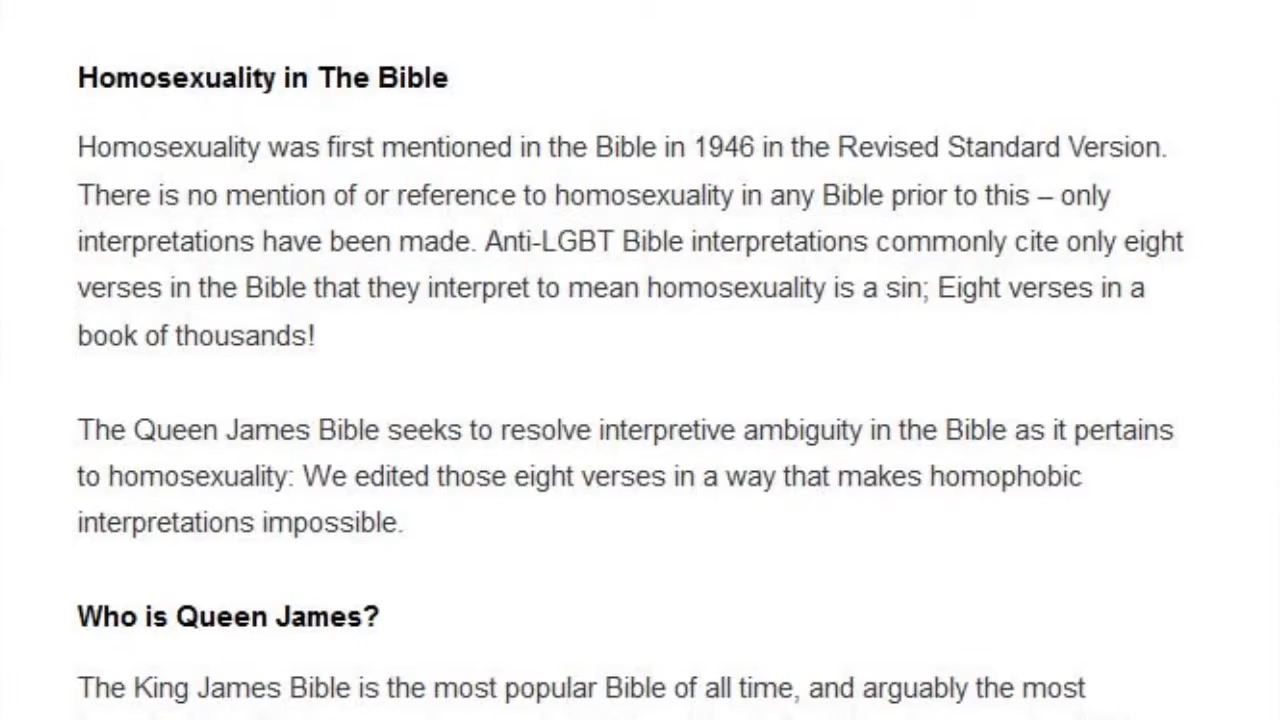 Homosexuality in The Bible
Homosexuality was first mentioned in the Bible in 1946 in the Revised Standard Version.
There is no mention of or reference to homosexuality in any Bible prior to this – only
interpretations have been made. Anti-LGBT Bible interpretations commonly cite only eight
verses in the Bible that they interpret to mean homosexuality is a sin; Eight verses in a
book of thousands!
The Queen James Bible seeks to resolve interpretive ambiguity in the Bible as it pertains
to homosexuality: We edited those eight verses in a way that makes homophobic
interpretations impossible.
Who is Queen James?
The King James Bible is the most popular Bible of all time, and arguably the most